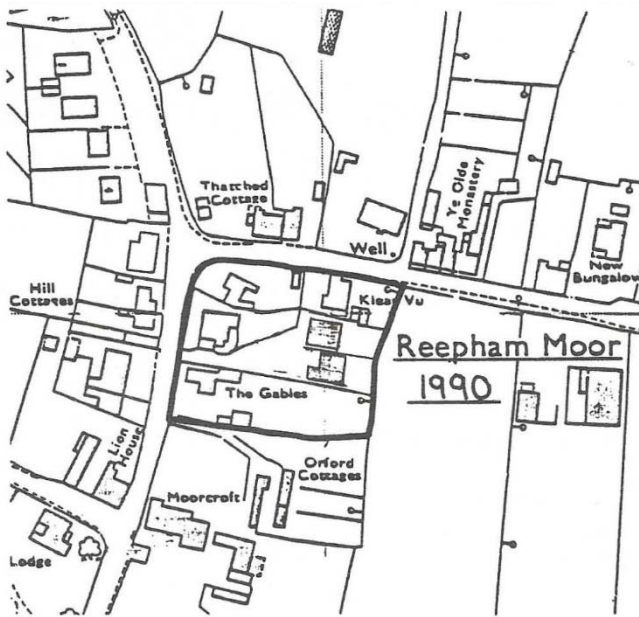 Thatched
Cottage
Well
Ye Olde
Monastery
New
Bungalow
Hill
Cottages
Klear Vu
Reepham Moor
1990
The Gables
Lion
House
Orford
Cottages
Moorcroft
Lodge